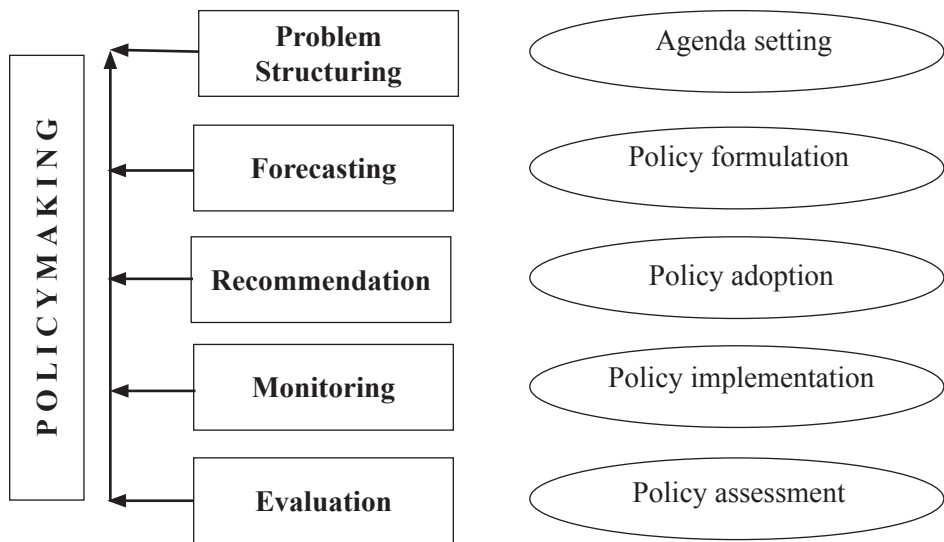 POLICYMAKING
Problem
Structuring
Agenda setting
Forecasting
Policy formulation
Recommendation
Policy adoption
Monitoring
Policy implementation
Evaluation
Policy assessment